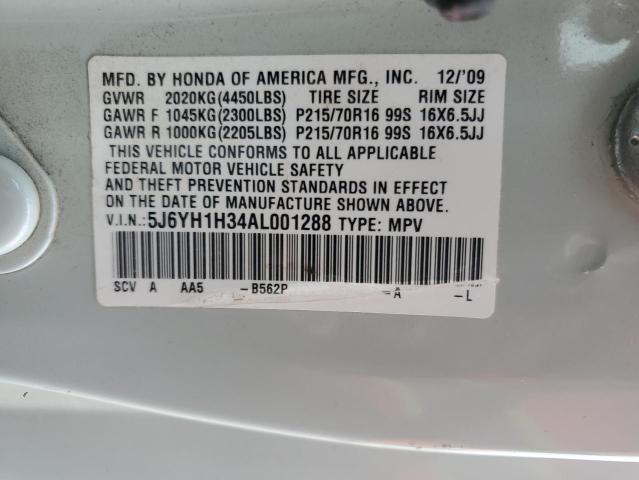 MFD. BY HONDA OF AMERICA MFG., INC. 12/'09
GVWR 2020KG(4450LBS) TIRE SIZE RIM SIZE
GAWR F 1045KG(2300LBS) P215/70R16 99S 16X6.5JJ
GAWR R 1000KG(2205LBS) P215/70R16 99S 16X6.5JJ
THIS VEHICLE CONFORMS TO ALL APPLICABLE
FEDERAL MOTOR VEHICLE SAFETY
AND THEFT PREVENTION STANDARDS IN EFFECT
ON THE DATE OF MANUFACTURE SHOWN ABOVE.
V.I.N.:5J6YH1H34AL001288 TYPE: MPV
SCV A AA5 -B562P -A -L